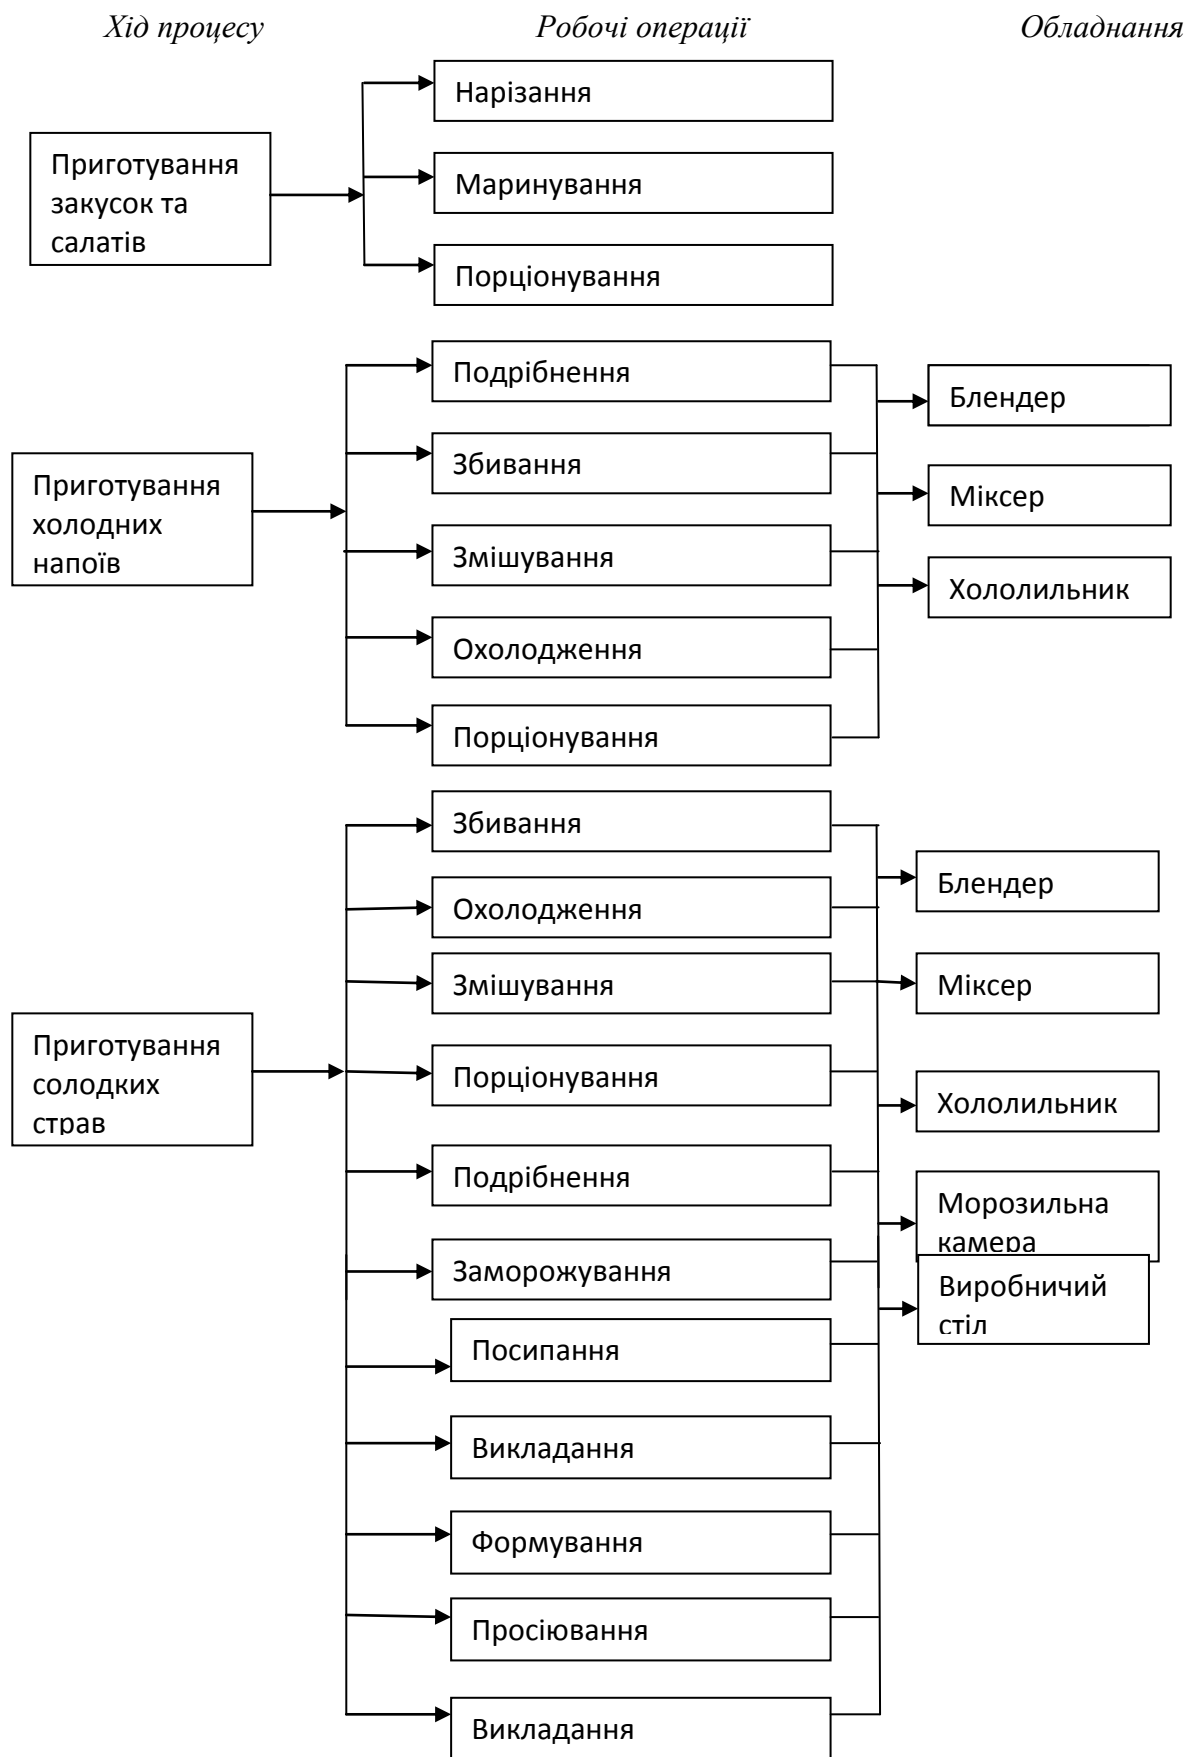 Хід процесу
Робочі операції
Обладнання
Приготування
закусок та
салатів
Нарізання
Маринування
Порціонування
Приготування
холодних
напоїв
Подрібнення
Збивання
Змішування
Охолодження
Порціонування
Блендер
Міксер
Хололильник
Приготування
солодких
страв
Збивання
Охолодження
Змішування
Порціонування
Подрібнення
Заморожування
Посипання
Викладання
Формування
Просіювання
Викладання
Блендер
Міксер
Хололильник
Морозильна
камера
Виробничий
стіл